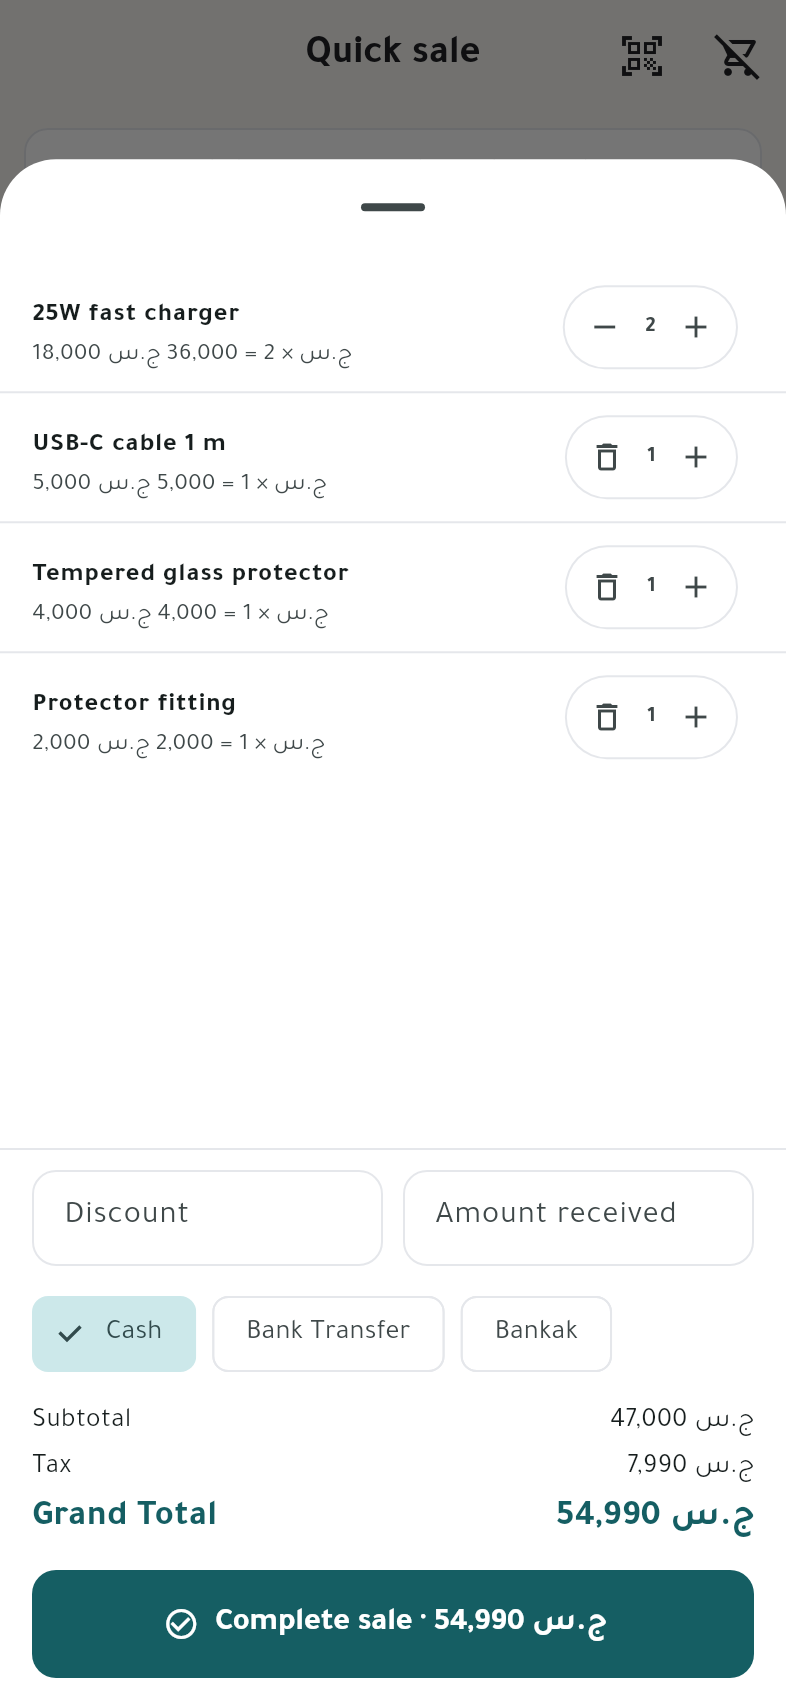 Quick sale
25W fast charger
18,000 ج.س × 2 = 36,000 ج.س
2
USB-C cable 1 m
5,000 ج.س × 1 = 5,000 ج.س
1
Tempered glass protector
4,000 ج.س × 1 = 4,000 ج.س
1
Protector fitting
2,000 ج.س × 1 = 2,000 ج.س
1
Discount
Amount received
Cash
Bank Transfer
Bankak
Subtotal 47,000 ج.س
Tax 7,990 ج.س
Grand Total 54,990 ج.س
Complete sale · 54,990 ج.س